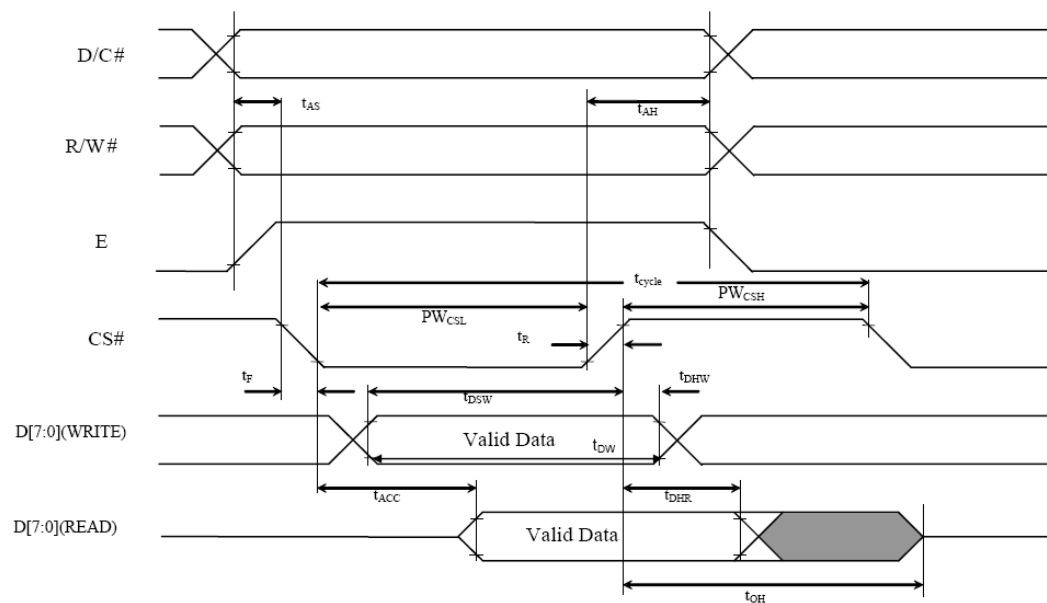 D/C#
tAS
tAH
R/W#
E
tcycle
PWCSL
PWCSH
CS#
tR
tF
tDSW
tDHW
D[7:0](WRITE)
Valid Data
tDW
tACC
tDHR
D[7:0](READ)
Valid Data
tOH